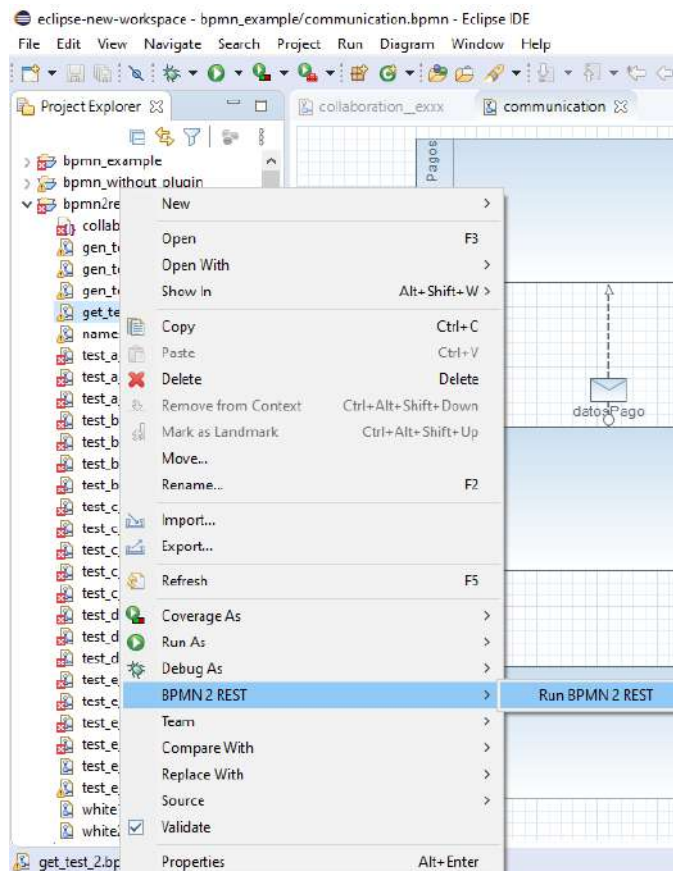 eclipse-new-workspace - bpmn_example/communication.bpmn - Eclipse IDE
File Edit View Navigate Search Project Run Diagram Window Help
Project Explorer
collaboration_exxx
communication
bpmn_example
bpmn_without_plugin
bpmn2re
collab
gen_t
gen_t
gen_t
get_te
name
test_a
test_a
test_a
test_b
test_b
test_b
test_b
test_c
test_c
test_c
test_c
test_d
test_d
test_d
test_e
test_e
test_e
test_e
test_e
test_e
white
white
get_test_2.bp
New
Open F3
Open With
Show In Alt+Shift+W
Copy Ctrl+C
Paste Ctrl+V
Delete Delete
Remove from Context Ctrl+Alt+Shift+Down
Mark as Landmark Ctrl+Alt+Shift+Up
Move...
Rename... F2
Import...
Export...
Refresh F5
Coverage As
Run As
Debug As
BPMN 2 REST
Run BPMN 2 REST
Team
Compare With
Replace With
Source
Validate
Properties Alt+Enter
Pagos
datosPago